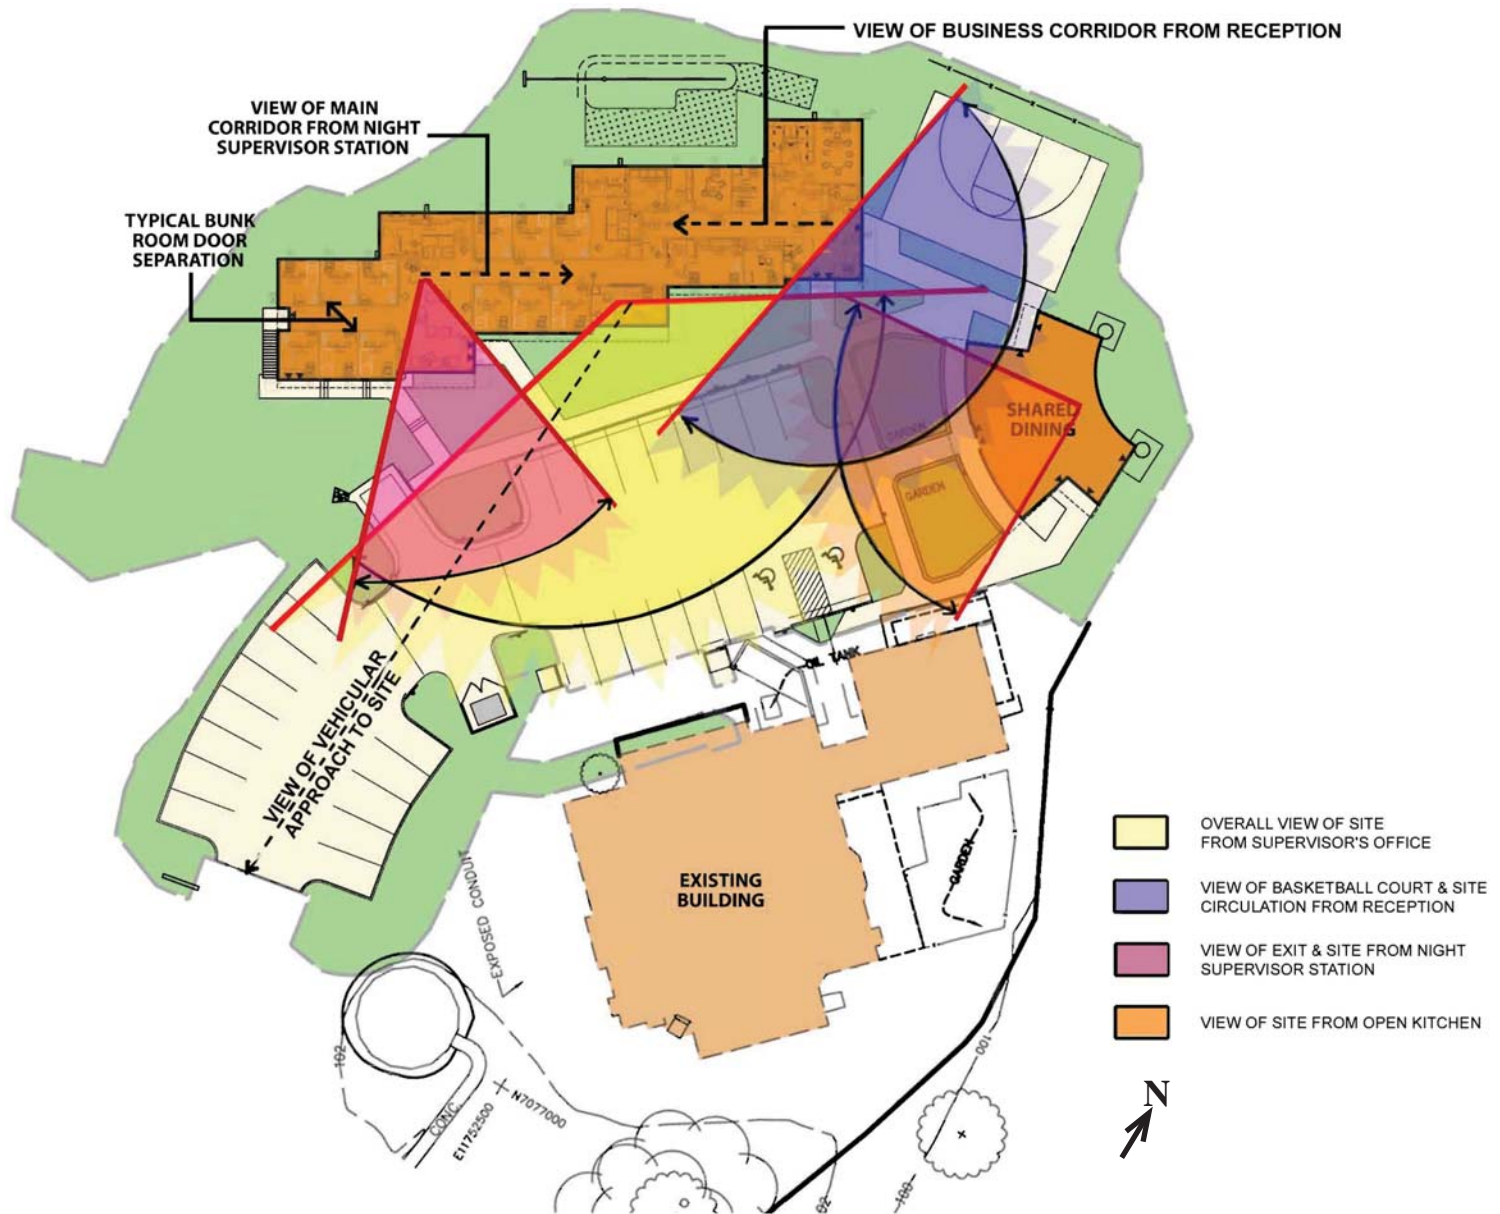 VIEW OF BUSINESS CORRIDOR FROM RECEPTION
VIEW OF MAIN
CORRIDOR FROM NIGHT
SUPERVISOR STATION
TYPICAL BUNK
ROOM DOOR
SEPARATION
SHARED
DINING
GARDEN
GARDEN
OIL TANK
VIEW OF VEHICULAR
APPROACH TO SITE
EXISTING
BUILDING
GARDEN
EXPOSED CONDUIT
OVERALL VIEW OF SITE
FROM SUPERVISOR'S OFFICE
VIEW OF BASKETBALL COURT & SITE
CIRCULATION FROM RECEPTION
VIEW OF EXIT & SITE FROM NIGHT
SUPERVISOR STATION
VIEW OF SITE FROM OPEN KITCHEN
N
102
CONC.
E11752500
N7077000
100
100